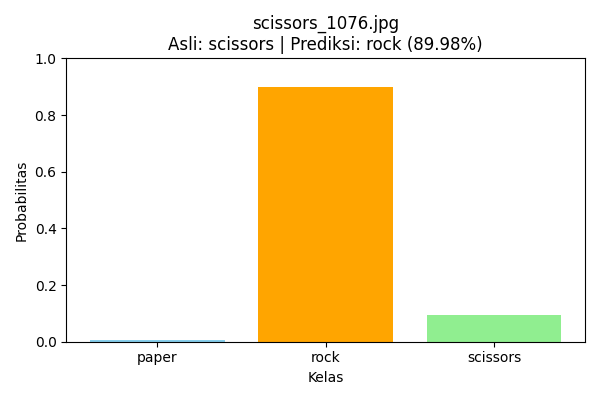 scissors_1076.jpg
Asli: scissors | Prediksi: rock (89.98%)
1.0
0.8
0.6
0.4
0.2
0.0
Probabilitas
paper
rock
scissors
Kelas